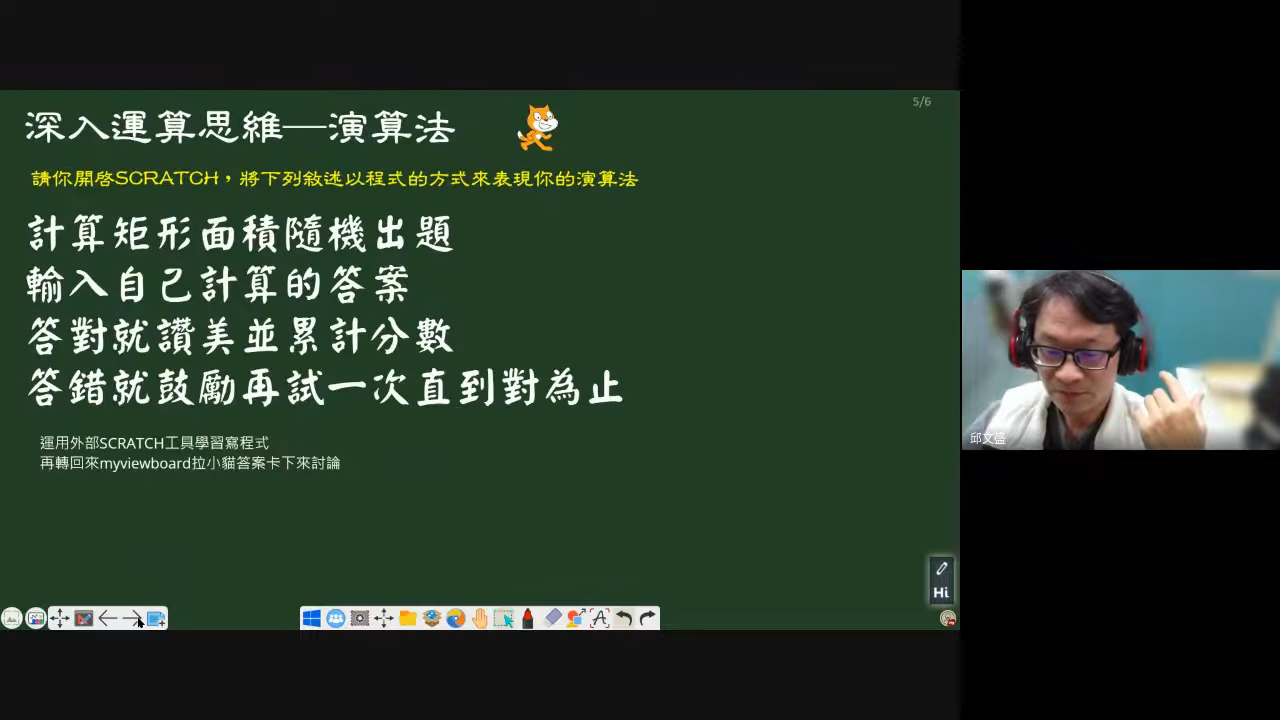 5/6
深入運算思維—演算法
請你開啓SCRATCH，將下列敘述以程式的方式來表現你的演算法
計算矩形面積隨機出題
輸入自己計算的答案
答對就讚美並累計分數
答錯就鼓勵再試一次直到對為止
運用外部SCRATCH工具學習寫程式
再轉回來myviewboard拉小貓答案卡下來討論
邱文盛
Hi